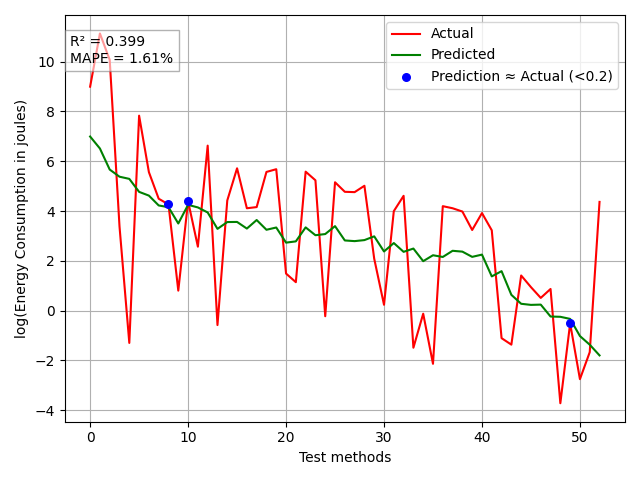 R² = 0.399
MAPE = 1.61%
Actual
Predicted
Prediction ≈ Actual (<0.2)
log(Energy Consumption in joules)
10
8
6
4
2
0
−2
−4
0 10 20 30 40 50
Test methods